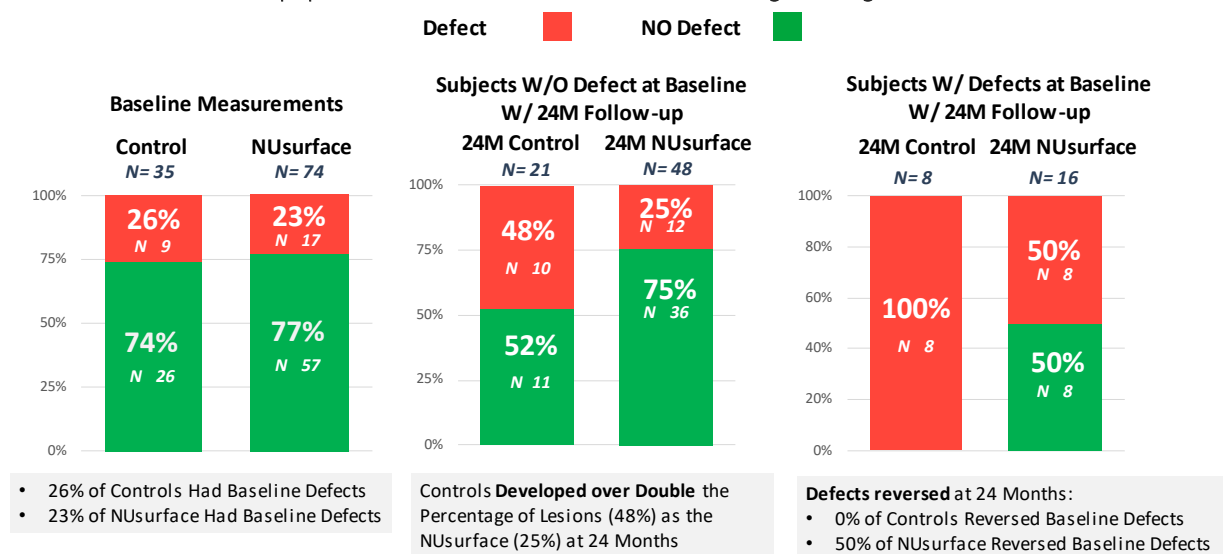 Defect
NO Defect
Baseline Measurements
Control NUsurface
N= 35 N= 74
100%
75%
50%
25%
0%
26%
N 9
74%
N 26
23%
N 17
77%
N 57
26% of Controls Had Baseline Defects
23% of NUsurface Had Baseline Defects
Subjects W/O Defect at Baseline
W/ 24M Follow-up
24M Control 24M NUsurface
N= 21 N= 48
100%
75%
50%
25%
0%
48%
N 10
52%
N 11
25%
N 12
75%
N 36
Controls Developed over Double the
Percentage of Lesions (48%) as the
NUsurface (25%) at 24 Months
Subjects W/ Defects at Baseline
W/ 24M Follow-up
24M Control 24M NUsurface
N= 8 N= 16
100%
80%
60%
40%
20%
0%
100%
N 8
50%
N 8
50%
N 8
Defects reversed at 24 Months:
0% of Controls Reversed Baseline Defects
50% of NUsurface Reversed Baseline Defects